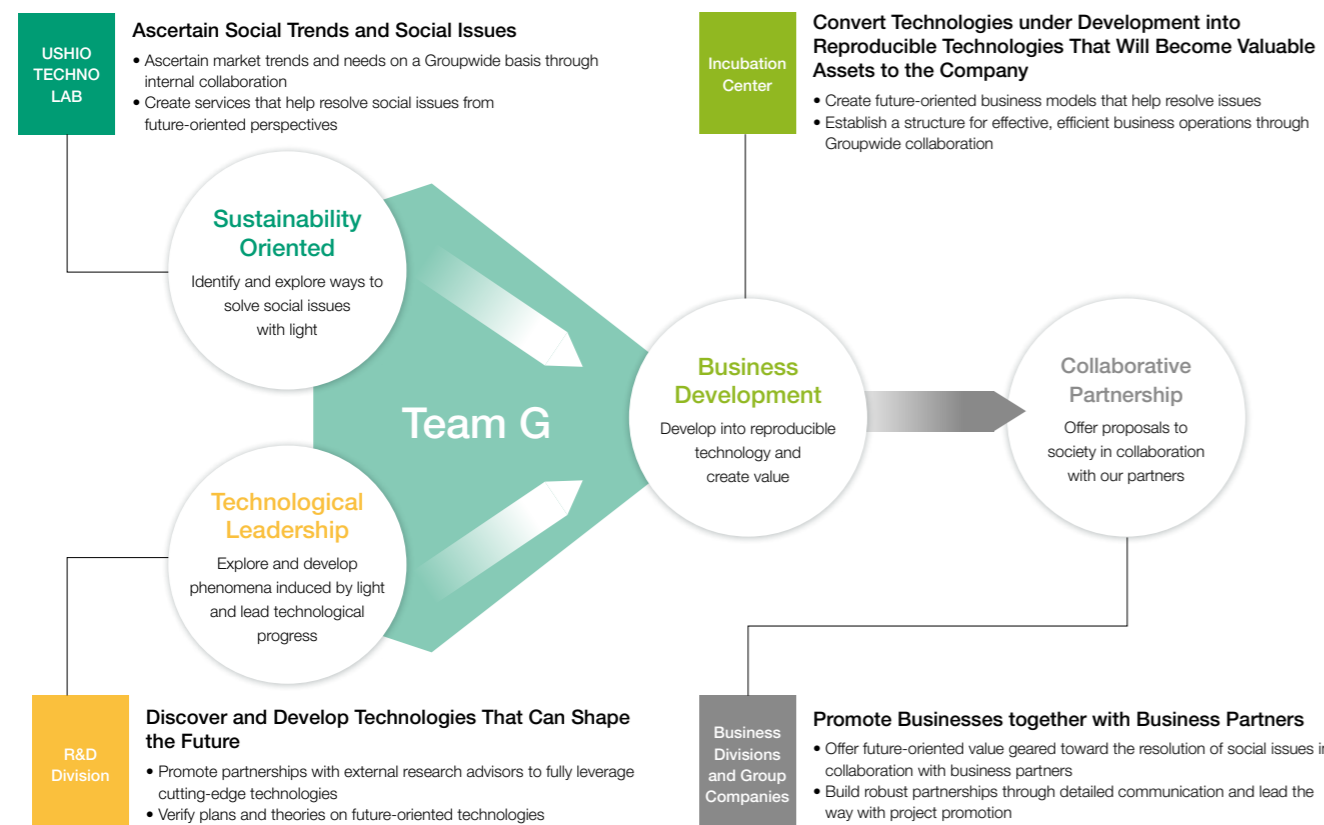 USHIO
TECHNO
LAB
Ascertain Social Trends and Social Issues
• Ascertain market trends and needs on a Groupwide basis through
internal collaboration
• Create services that help resolve social issues from
future-oriented perspectives
Incubation
Center
Convert Technologies under Development into
Reproducible Technologies That Will Become Valuable
Assets to the Company
• Create future-oriented business models that help resolve issues
• Establish a structure for effective, efficient business operations through
Groupwide collaboration
Sustainability
Oriented
Identify and explore ways to
solve social issues
with light
Team G
Business
Development
Develop into reproducible
technology and
create value
Collaborative
Partnership
Offer proposals to
society in collaboration
with our partners
Technological
Leadership
Explore and develop
phenomena induced by light
and lead technological
progress
R&D
Division
Discover and Develop Technologies That Can Shape
the Future
• Promote partnerships with external research advisors to fully leverage
cutting-edge technologies
• Verify plans and theories on future-oriented technologies
Business
Divisions
and Group
Companies
Promote Businesses together with Business Partners
• Offer future-oriented value geared toward the resolution of social issues
collaboration with business partners
• Build robust partnerships through detailed communication and lead the
way with project promotion